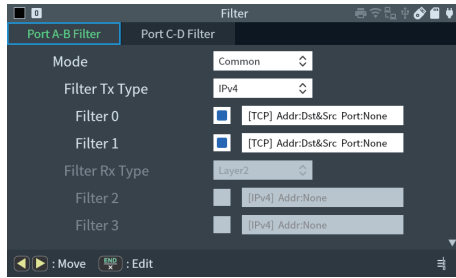 0 Filter
Port A-B Filter Port C-D Filter
Mode Common
Filter Tx Type IPv4
Filter 0 [TCP] Addr:Dst&Src Port:None
Filter 1 [TCP] Addr:Dst&Src Port:None
Filter Rx Type Layer2
Filter 2 [IPv4] Addr:None
Filter 3 [IPv4] Addr:None
: Move END : Edit